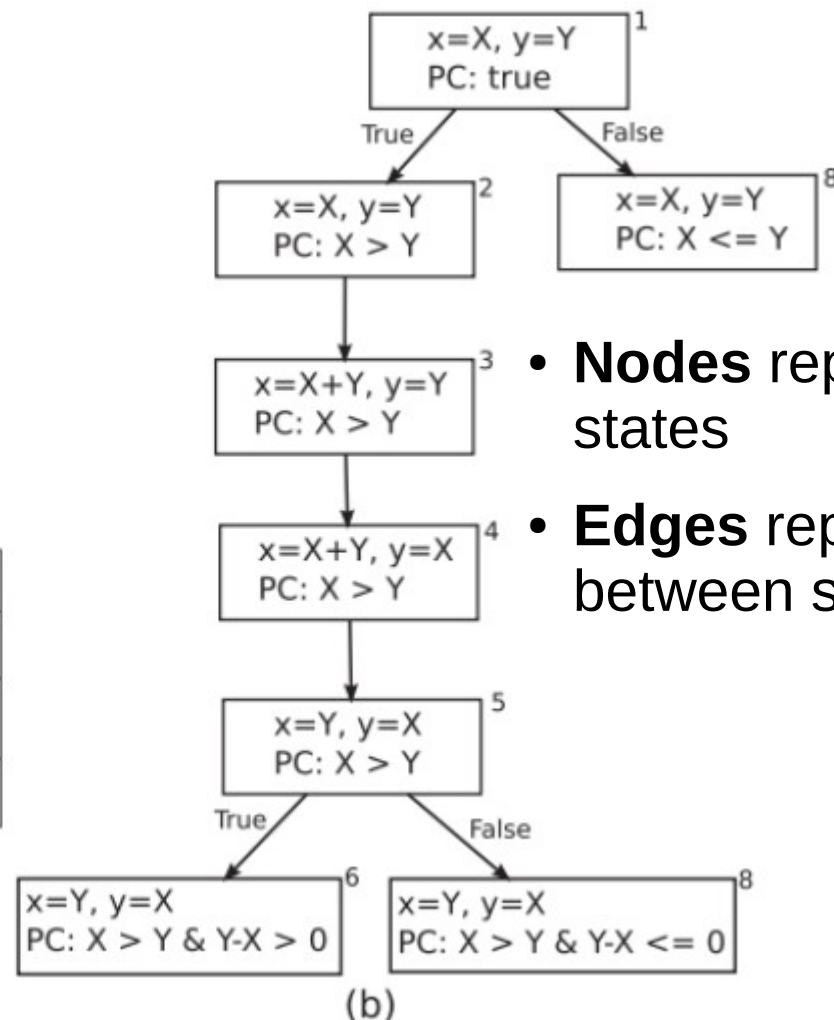 x=X, y=Y
PC: true
1
True
False
x=X, y=Y
PC: X > Y
2
x=X, y=Y
PC: X <= Y
8
x=X+Y, y=Y
PC: X > Y
3
• Nodes rep
states
x=X+Y, y=X
PC: X > Y
4
• Edges rep
between s
x=Y, y=X
PC: X > Y
5
True
False
x=Y, y=X
PC: X > Y & Y-X > 0
6
x=Y, y=X
PC: X > Y & Y-X <= 0
8
(b)